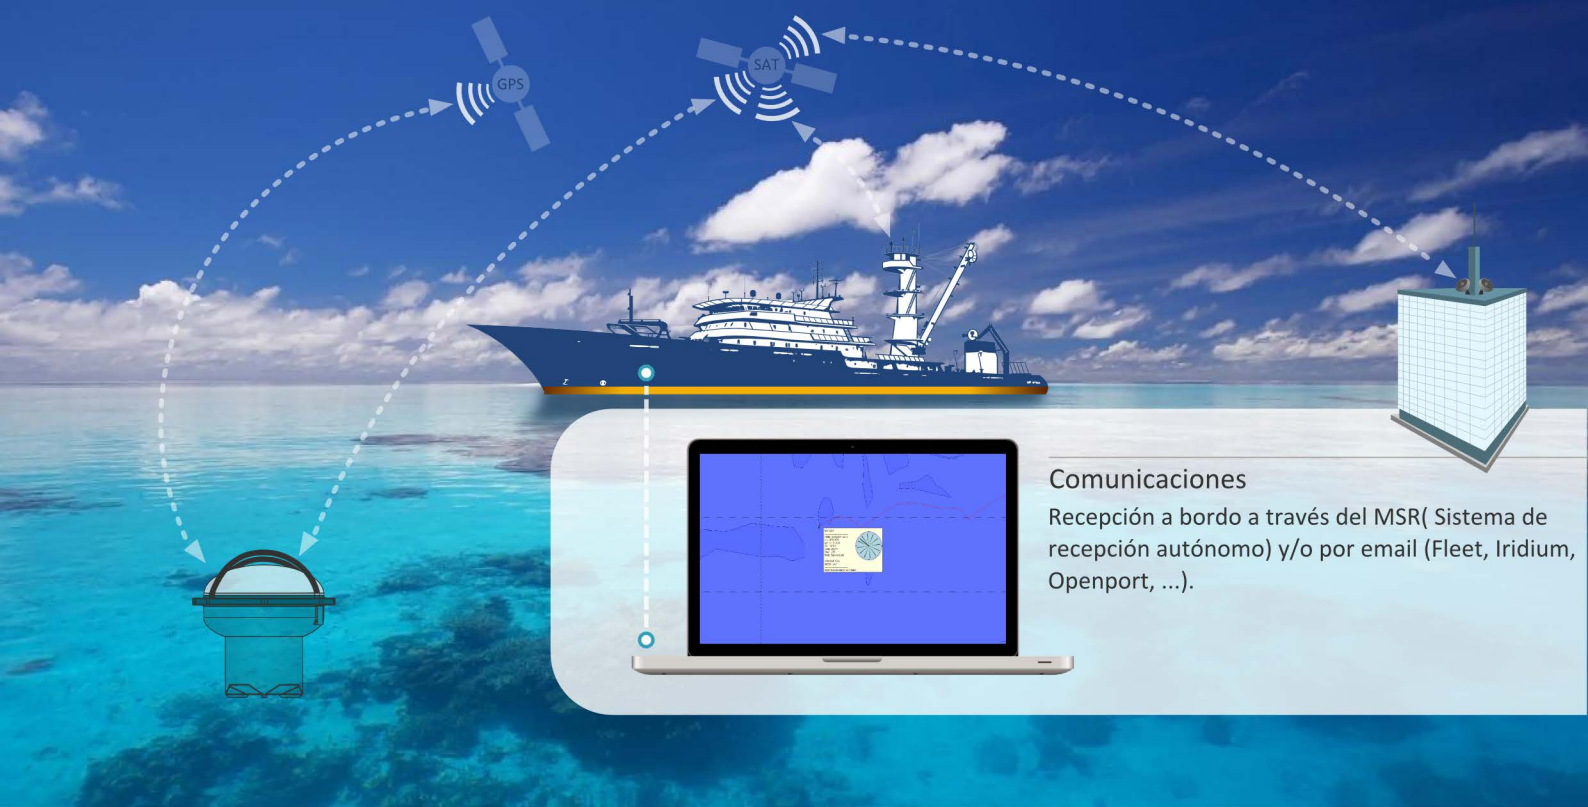 GPS
SAT
Comunicaciones
Recepción a bordo a través del MSR( Sistema de
recepción autónomo) y/o por email (Fleet, Iridium,
Openport, ...).